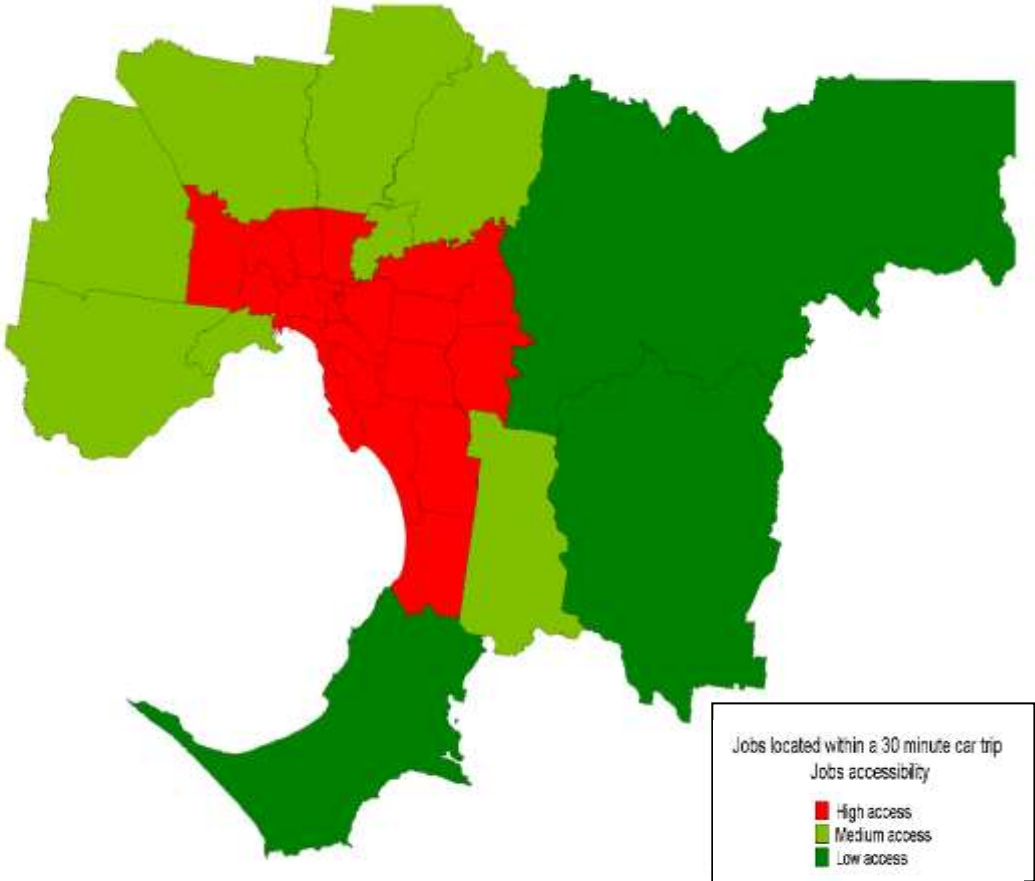 Jobs located within a 30 minute car trip
Jobs accessibility
High access
Medium access
Low access